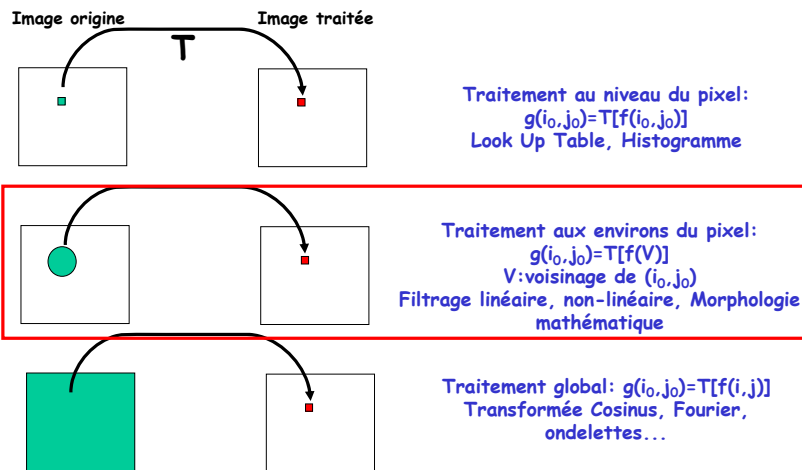 Image origine
Image traitée
T
Traitement au niveau du pixel:
g(i₀,j₀)=T[f(i₀,j₀)]
Look Up Table, Histogramme
Traitement aux environs du pixel:
g(i₀,j₀)=T[f(V)]
V:voisinage de (i₀,j₀)
Filtrage linéaire, non-linéaire, Morphologie
mathématique
Traitement global: g(i₀,j₀)=T[f(i,j)]
Transformée Cosinus, Fourier,
ondelettes...